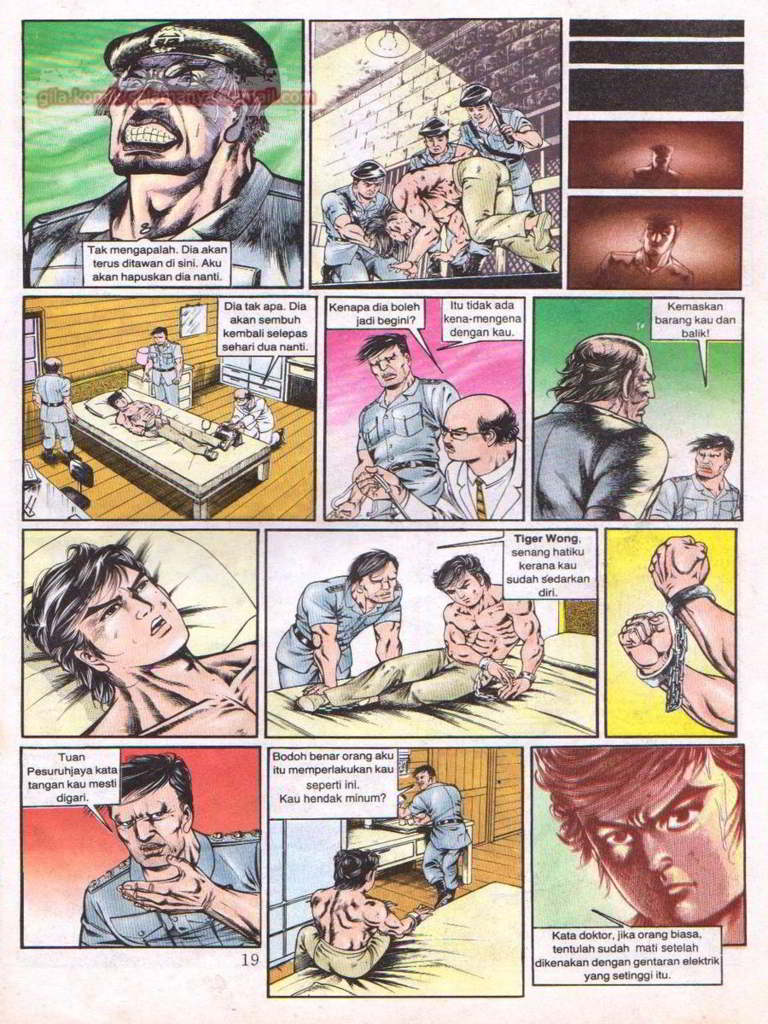 Tak mengapalah. Dia akan
terus ditawan di sini. Aku
akan hapuskan dia nanti.
Dia tak apa. Dia
akan sembuh
kembali selepas
sehari dua nanti.
Kenapa dia boleh
jadi begini?
Itu tidak ada
kena-mengena
dengan kau.
Kemaskan
barang kau dan
balik!
Tiger Wong,
senang hatiku
kerana kau
sudah sedarkan
diri.
Tuan
Pesuruhjaya kata
tangan kau mesti
digari.
Bodoh benar orang aku
itu memperlakukan kau
seperti ini.
Kau hendak minum?
Kata doktor, jika orang biasa,
tentulah sudah mati setelah
dikenakan dengan gentaran elektrik
yang setinggi itu.
19